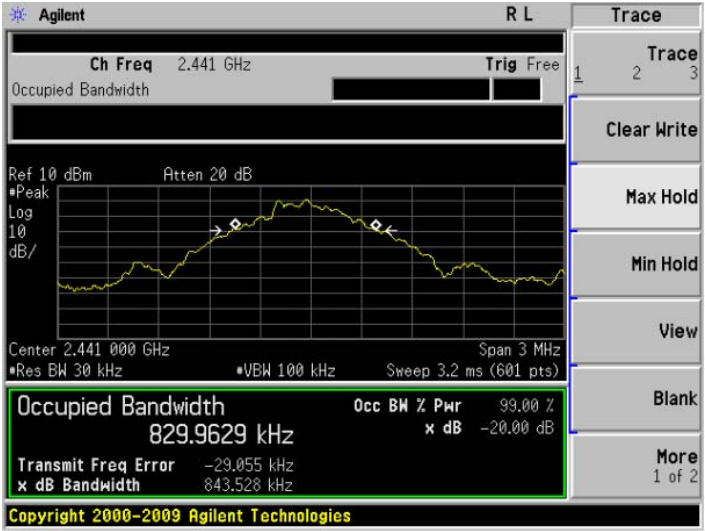 Agilent R L Trace
Ch Freq 2.441 GHz Trig Free
Occupied Bandwidth
Trace
1 2 3
Clear Write
Max Hold
Min Hold
View
Blank
More
1 of 2
Ref 10 dBm Atten 20 dB
*Peak
Log
10
dB/
Center 2.441 000 GHz Span 3 MHz
*Res BW 30 kHz *VBW 100 kHz Sweep 3.2 ms (601 pts)
Occupied Bandwidth Occ BW % Pwr 99.00 %
829.9629 kHz x dB -20.00 dB
Transmit Freq Error -29.055 kHz
x dB Bandwidth 843.528 kHz
Copyright 2000-2009 Agilent Technologies